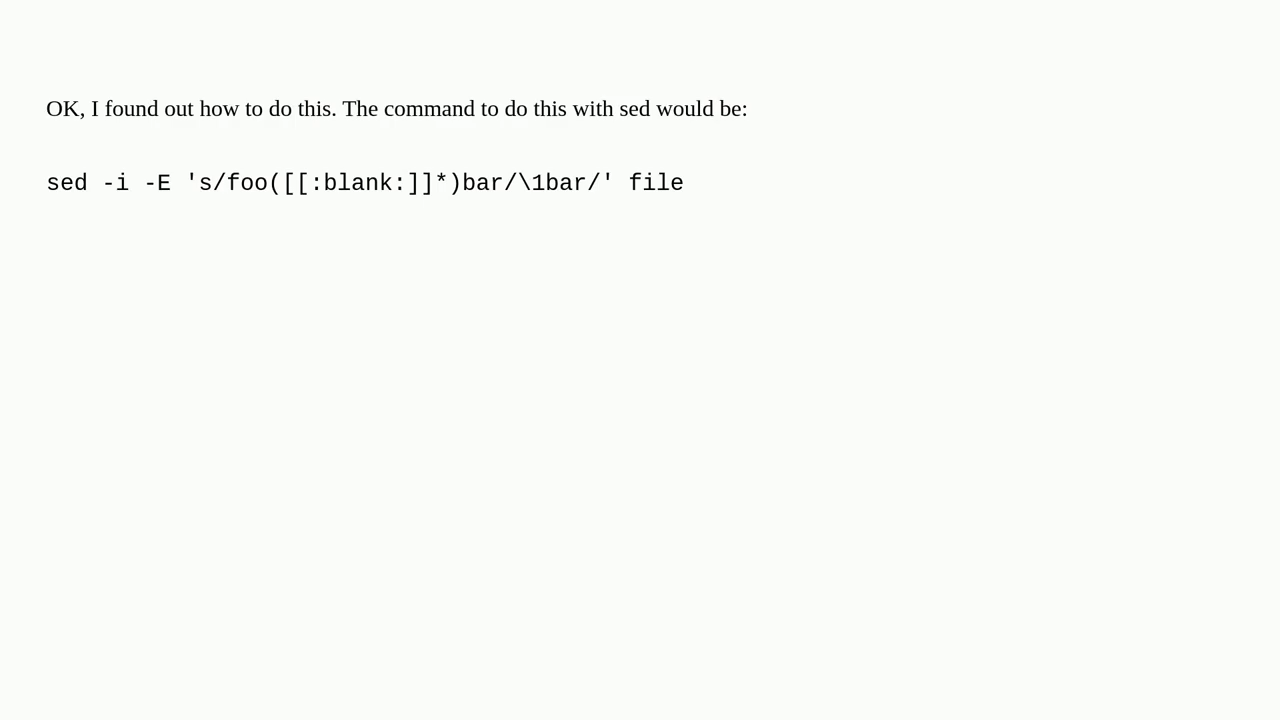 OK, I found out how to do this. The command to do this with sed would be:
sed -i -E 's/foo([[:blank:]]*)bar/\1bar/' file